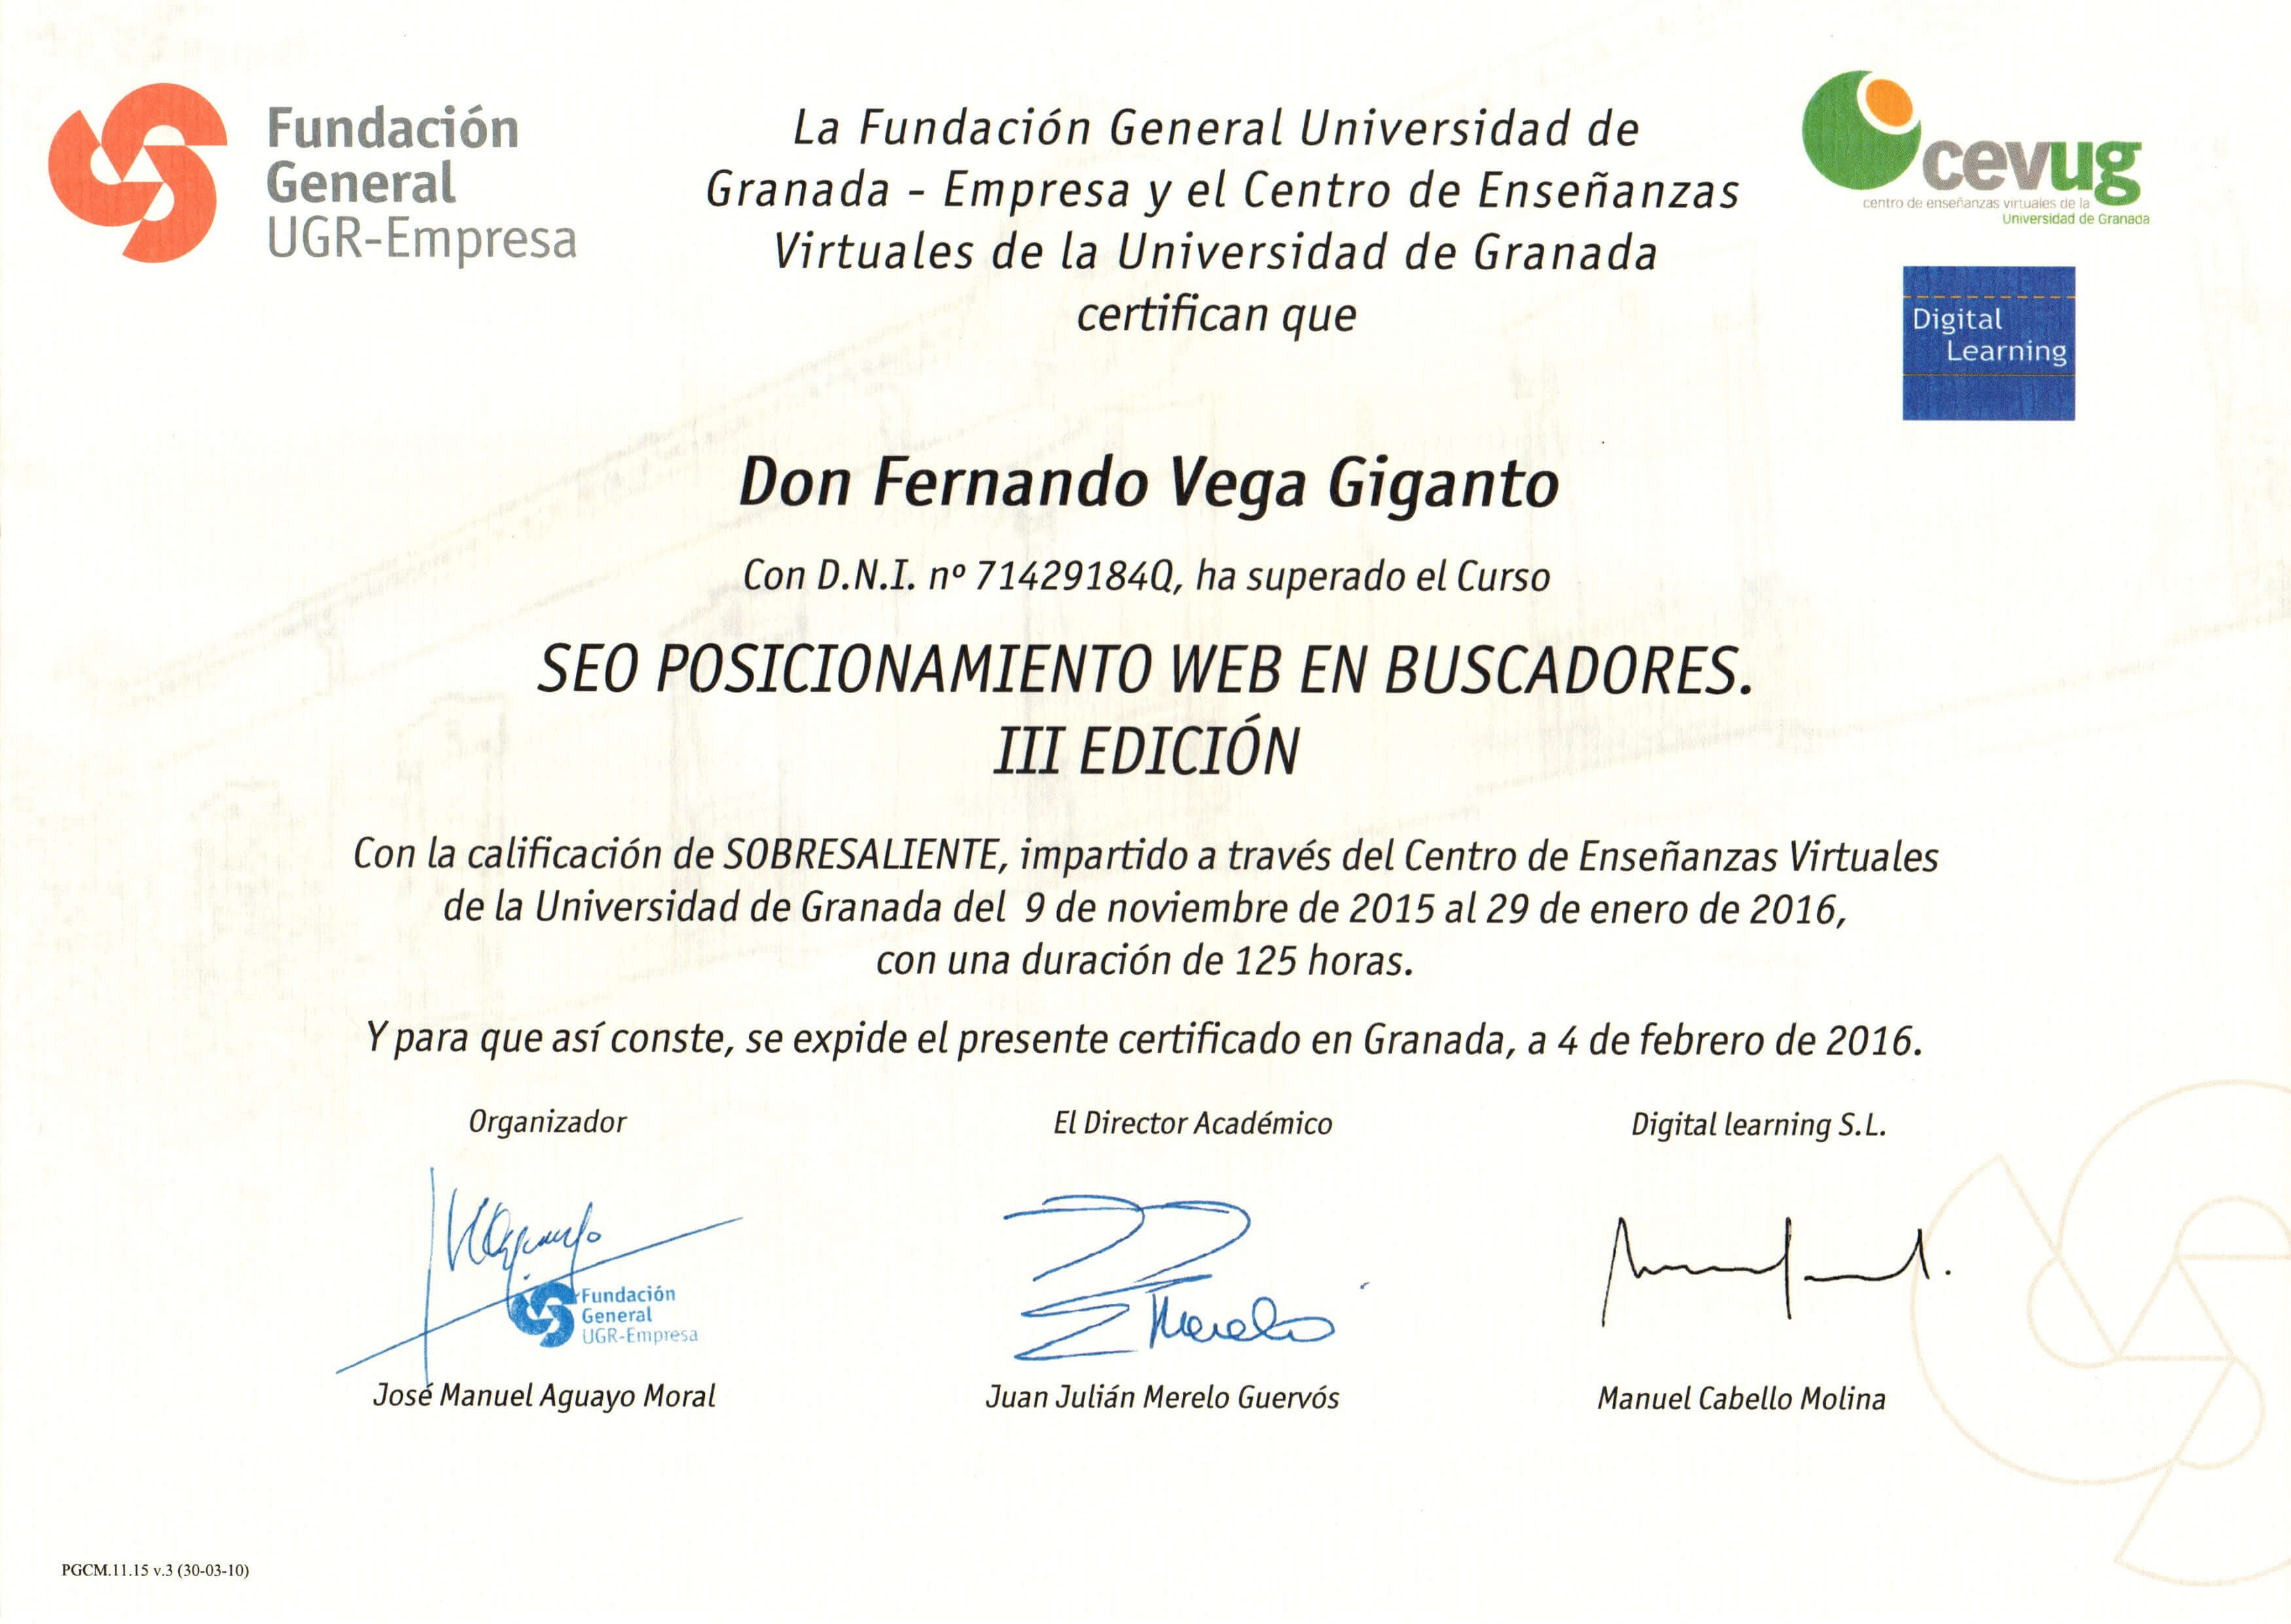 Fundación
General
UGR-Empresa
La Fundación General Universidad de
Granada - Empresa y el Centro de Enseñanzas
Virtuales de la Universidad de Granada
certifican que
cevug
centro de enseñanzas virtuales de la
Universidad de Granada
Digital
Learning
Don Fernando Vega Giganto
Con D.N.I. nº 71429184Q, ha superado el Curso
SEO POSICIONAMIENTO WEB EN BUSCADORES.
III EDICIÓN
Con la calificación de SOBRESALIENTE, impartido a través del Centro de Enseñanzas Virtuales
de la Universidad de Granada del 9 de noviembre de 2015 al 29 de enero de 2016,
con una duración de 125 horas.
Y para que así conste, se expide el presente certificado en Granada, a 4 de febrero de 2016.
Organizador
El Director Académico
Digital learning S.L.
Fundación
General
UGR-Empresa
Merelo
José Manuel Aguayo Moral
Juan Julián Merelo Guervós
Manuel Cabello Molina
PGCM.11.15 v.3 (30-03-10)